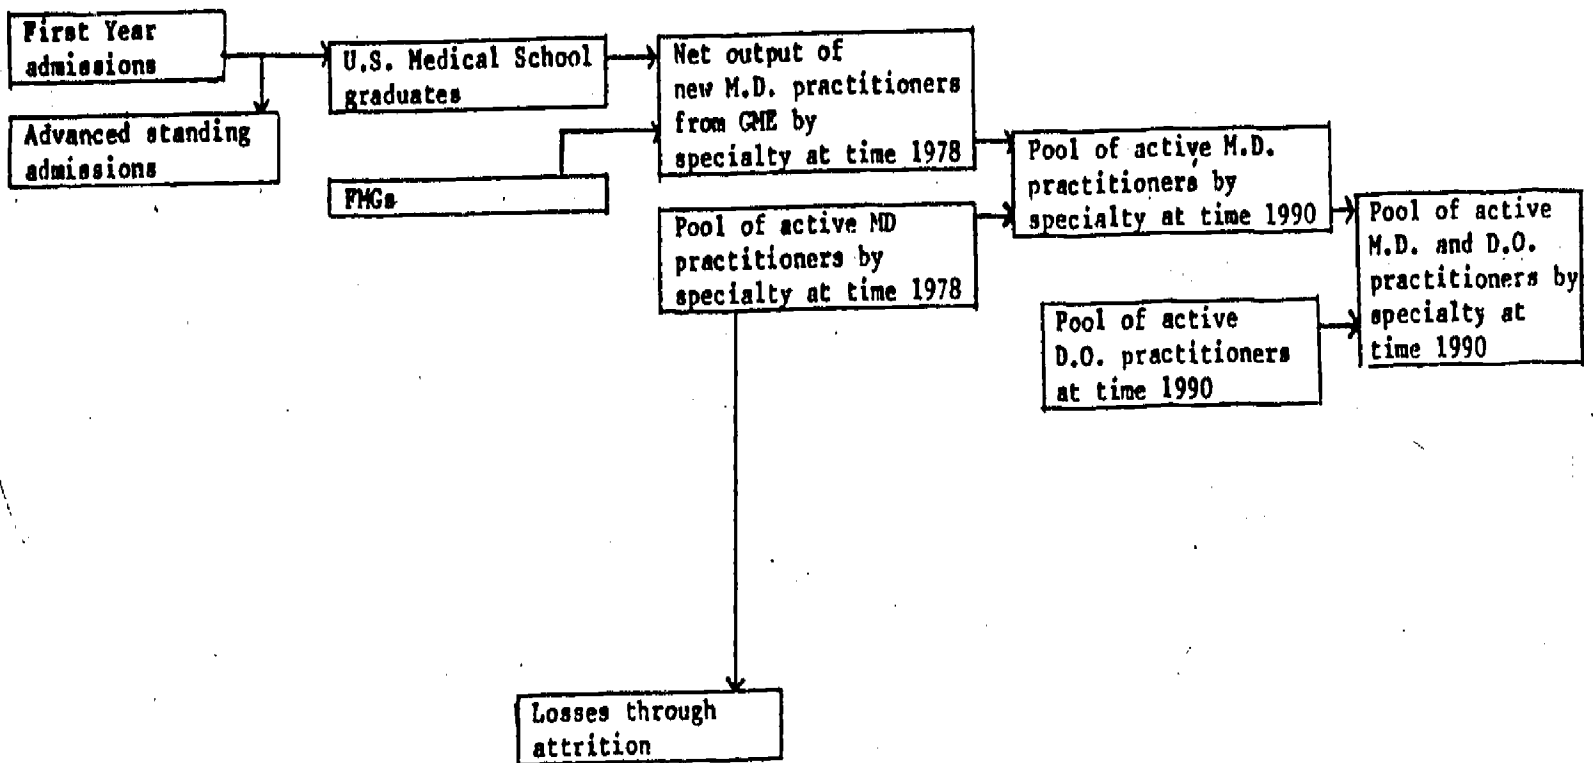 First Year
admissions
Advanced standing
admissions
U.S. Medical School
graduates
FMGs
Net output of
new M.D. practitioners
from GME by
specialty at time 1978
Pool of active MD
practitioners by
specialty at time 1978
Pool of active M.D.
practitioners by
specialty at time 1990
Pool of active
D.O. practitioners
at time 1990
Pool of active
M.D. and D.O.
practitioners by
specialty at
time 1990
Losses through
attrition